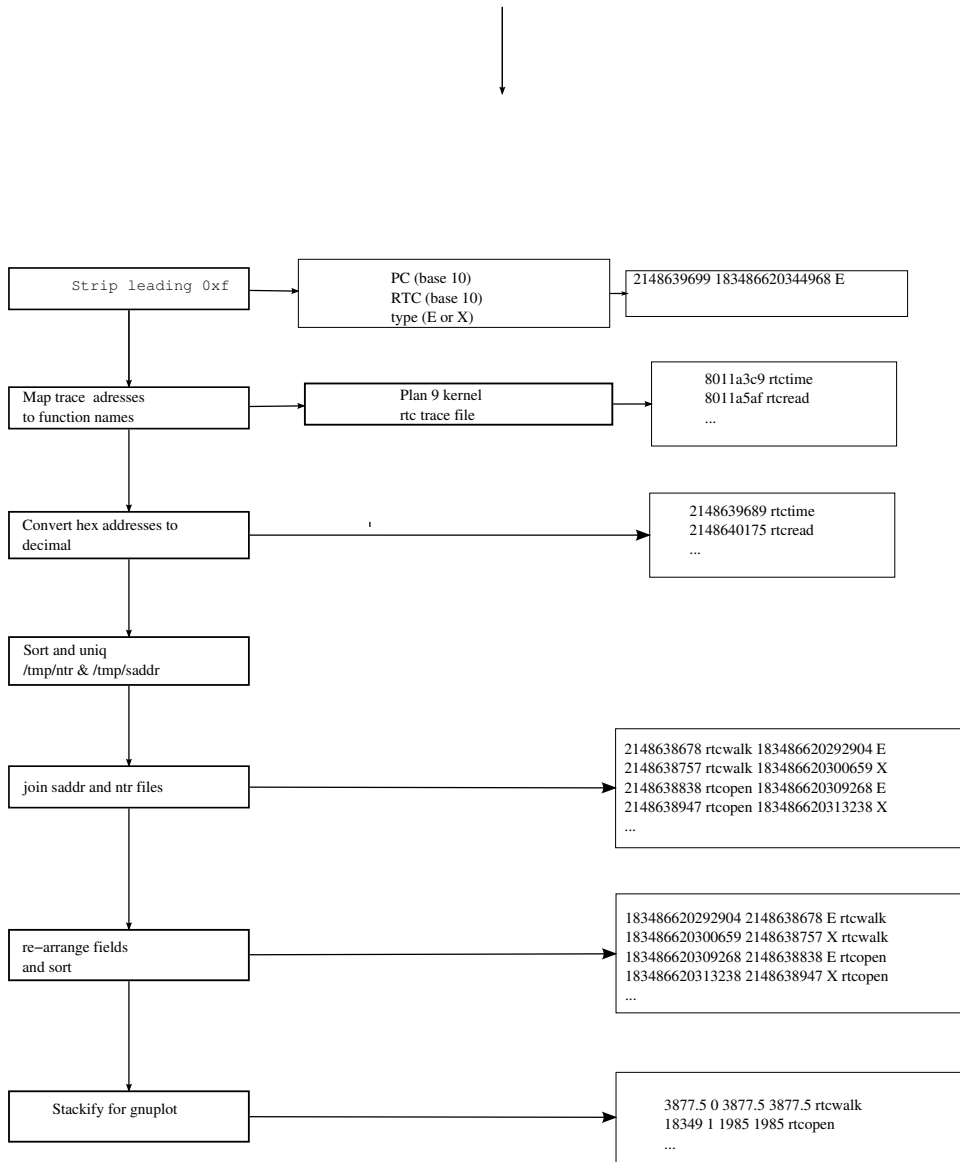 Strip leading 0xf
PC (base 10)
RTC (base 10)
type (E or X)
2148639699 183486620344968 E
Map trace adresses
to function names
Plan 9 kernel
rtc trace file
8011a3c9 rtctime
8011a5af rtcread
...
Convert hex addresses to
decimal
2148639689 rtctime
2148640175 rtcread
...
Sort and uniq
/tmp/ntr & /tmp/saddr
join saddr and ntr files
2148638678 rtcwalk 183486620292904 E
2148638757 rtcwalk 183486620300659 X
2148638838 rtcopen 183486620309268 E
2148638947 rtcopen 183486620313238 X
...
re−arrange fields
and sort
183486620292904 2148638678 E rtcwalk
183486620300659 2148638757 X rtcwalk
183486620309268 2148638838 E rtcopen
183486620313238 2148638947 X rtcopen
...
Stackify for gnuplot
3877.5 0 3877.5 3877.5 rtcwalk
18349 1 1985 1985 rtcopen
...